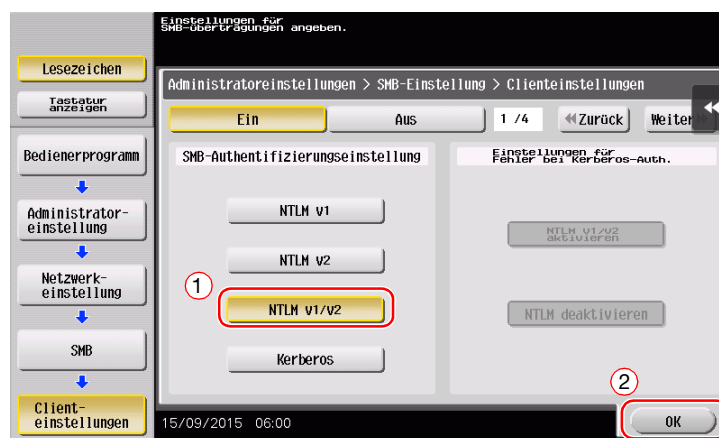 Einstellungen für
SMB-Übertragungen angeben.
Lesezeichen
Tastatur
anzeigen
Bedienerprogramm
Administrator-
einstellung
Netzwerk-
einstellung
SMB
Client-
einstellungen
Administratoreinstellungen > SMB-Einstellung > Clienteinstellungen
Ein
Aus
1 /4
Zurück
Weiter
SMB-Authentifizierungseinstellung
Einstellungen für
Fehler bei Kerberos-Auth.
NTLM v1
NTLM v2
1
NTLM v1/v2
Kerberos
NTLM v1/v2
aktivieren
NTLM deaktivieren
2
15/09/2015 06:00
OK